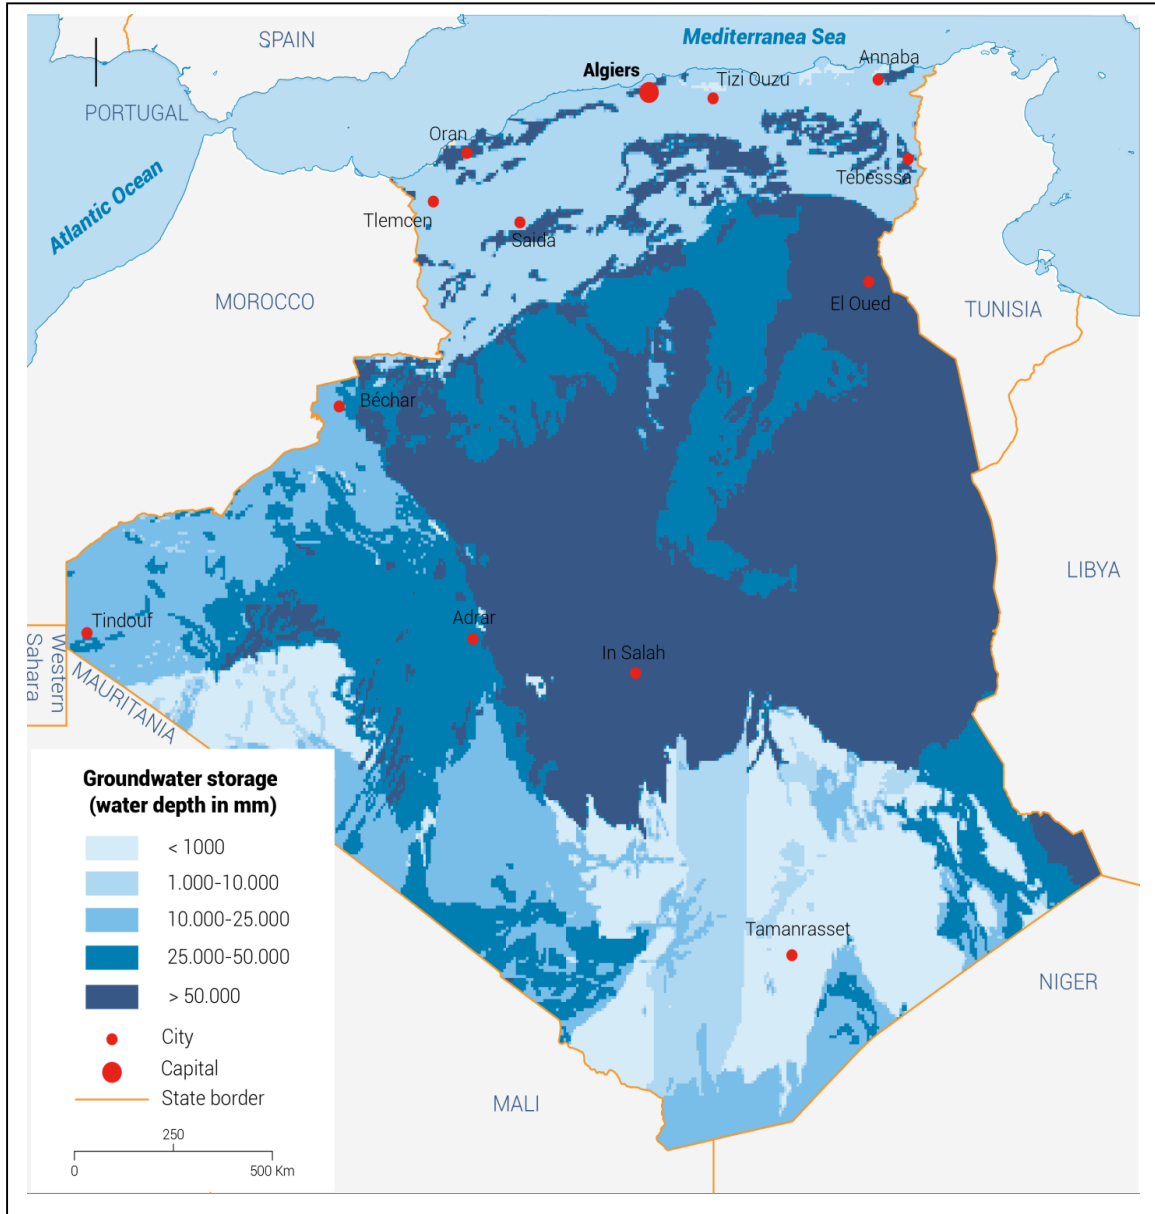 SPAIN
Mediterranea Sea
Annaba
Algiers
Tizi Ouzu
PORTUGAL
Oran
Atlantic Ocean
Tebesssa
Tlemcen
Saida
MOROCCO
El Oued
TUNISIA
Béchar
LIBYA
Tindouf
Adrar
In Salah
Western
Sahara
MAURITANIA
Groundwater storage
(water depth in mm)
< 1000
1.000-10.000
10.000-25.000
25.000-50.000
> 50.000
City
Capital
State border
250
0
500 Km
Tamanrasset
NIGER
MALI